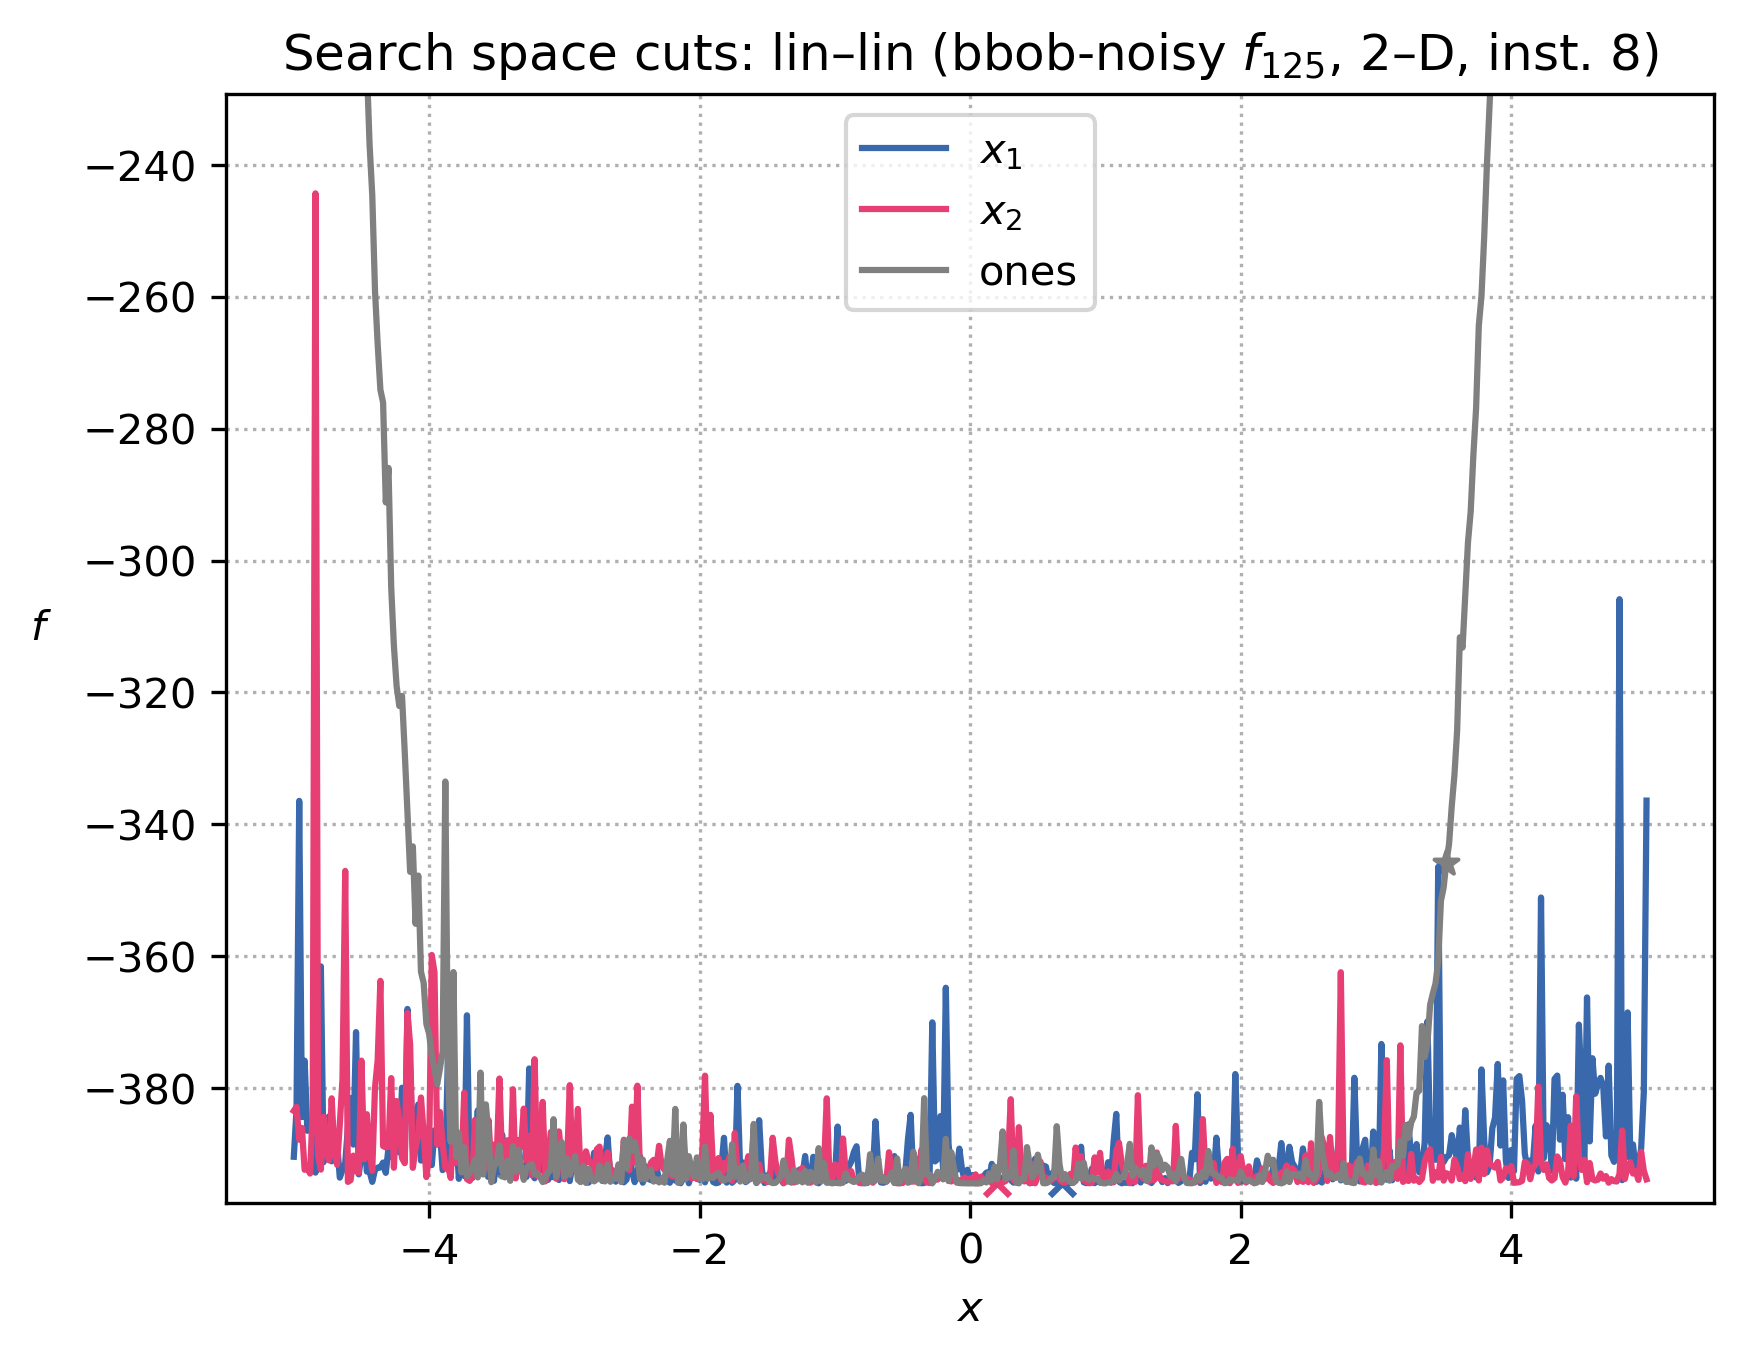 Search space cuts: lin–lin (bbob-noisy f₁₂₅, 2–D, inst. 8)
x₁
x₂
ones
−240
−260
−280
−300
−320
−340
−360
−380
f
−4
−2
0
2
4
x